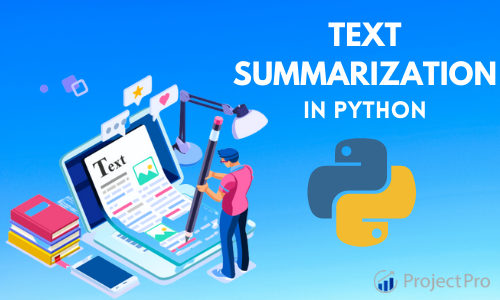 TEXT
SUMMARIZATION
IN PYTHON
Text
ProjectPro